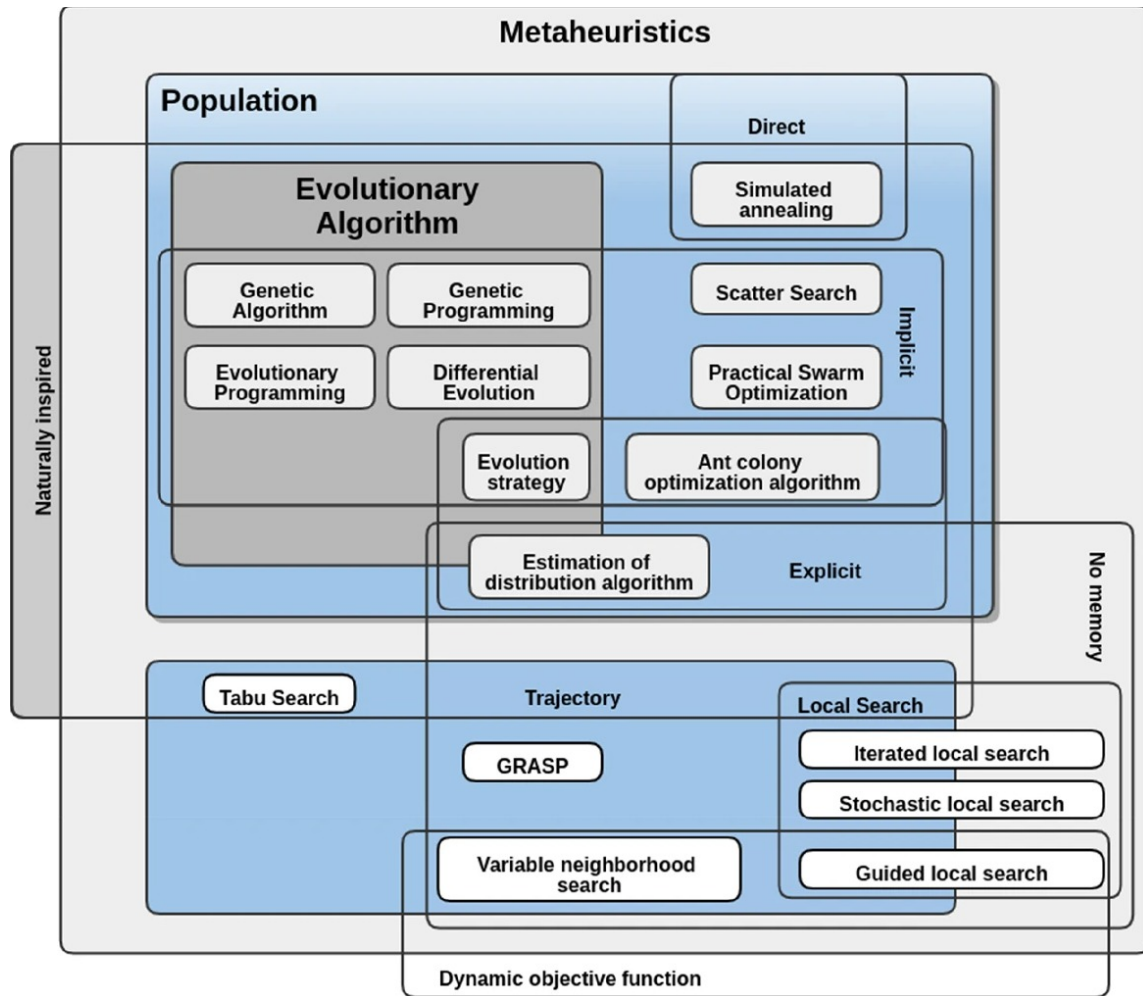 Metaheuristics
Population
Direct
Evolutionary
Algorithm
Simulated
annealing
Genetic
Algorithm
Genetic
Programming
Scatter Search
Implicit
Evolutionary
Programming
Differential
Evolution
Practical Swarm
Optimization
Naturally inspired
Evolution
strategy
Ant colony
optimization algorithm
Estimation of
distribution algorithm
Explicit
No memory
Tabu Search
Trajectory
Local Search
GRASP
Iterated local search
Stochastic local search
Variable neighborhood
search
Guided local search
Dynamic objective function